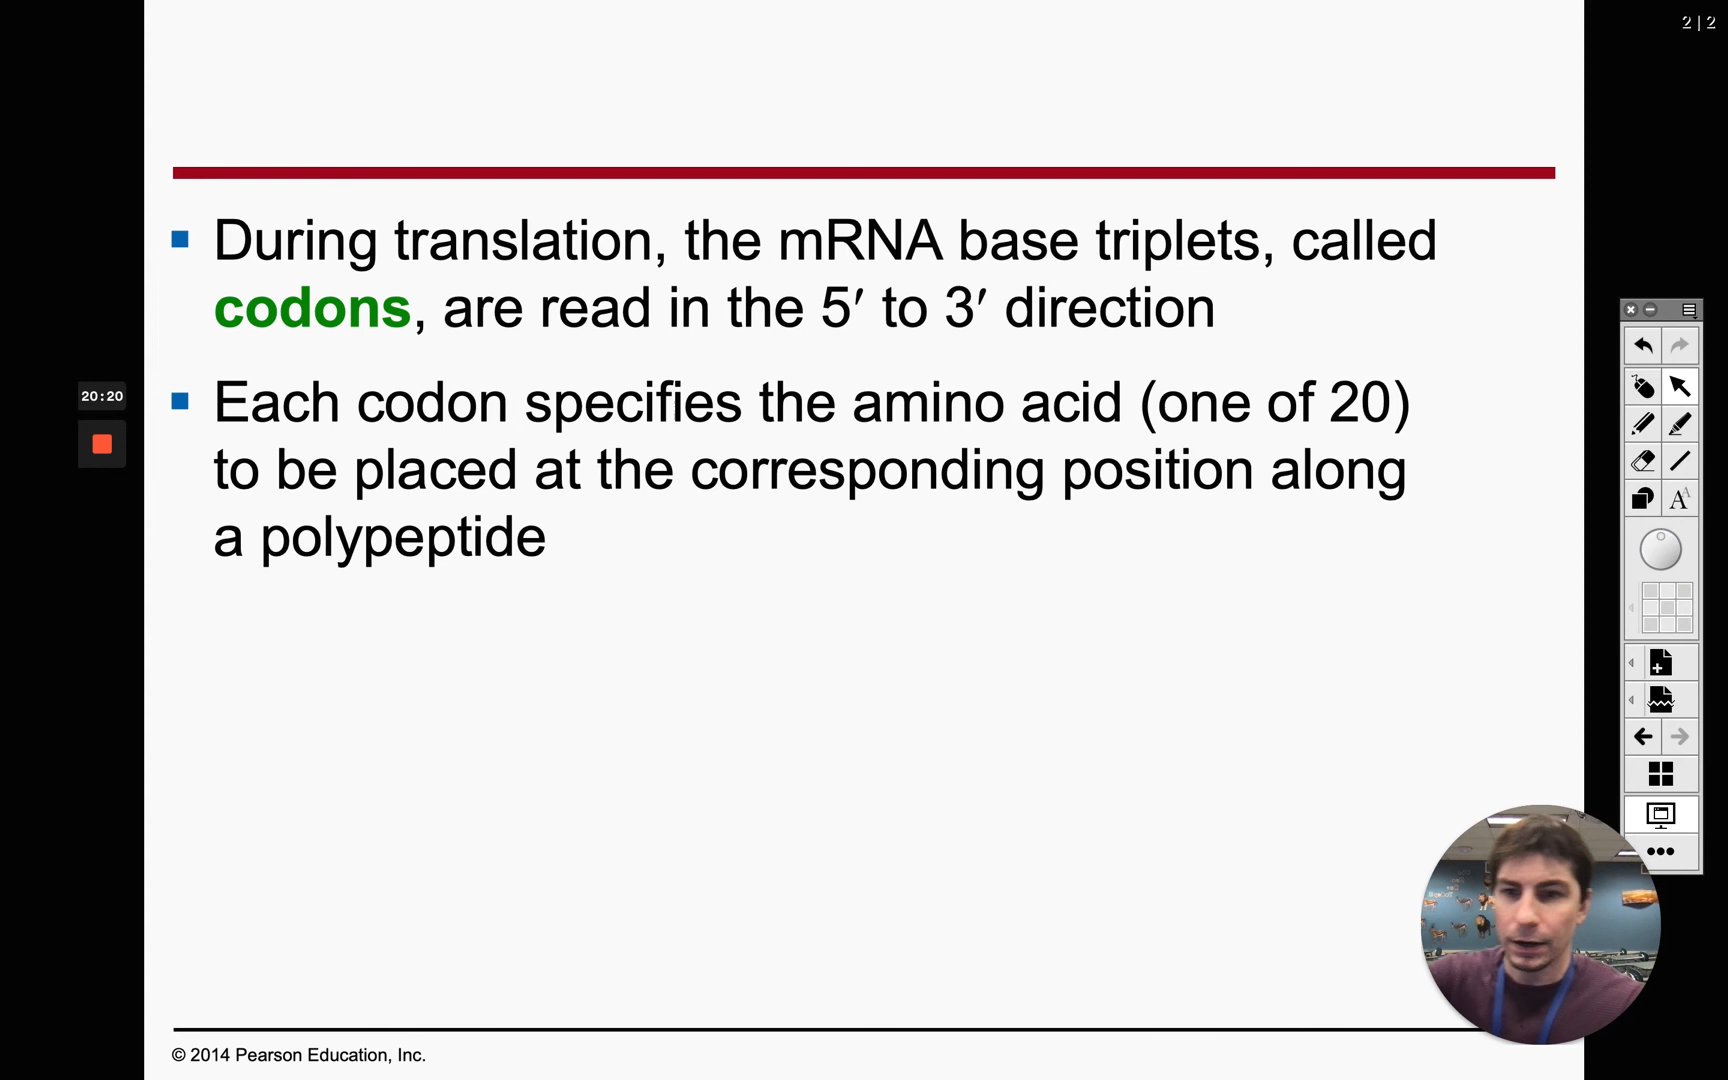 2 | 2
During translation, the mRNA base triplets, called
codons, are read in the 5′ to 3′ direction
20:20
Each codon specifies the amino acid (one of 20)
to be placed at the corresponding position along
a polypeptide
© 2014 Pearson Education, Inc.